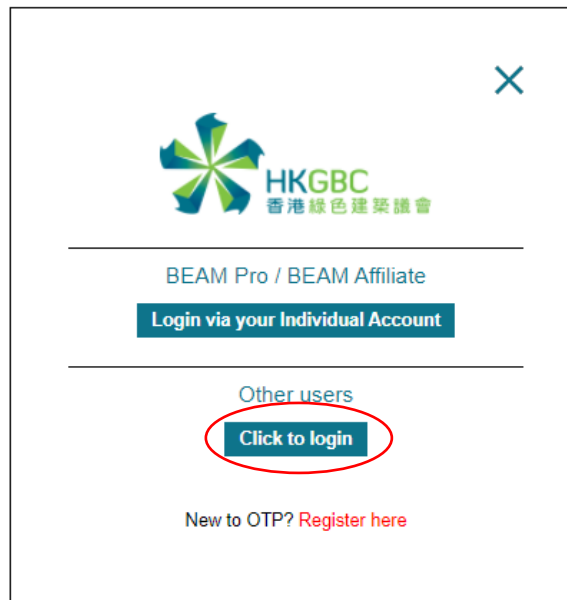 HKGBC
香港綠色建築議會
BEAM Pro / BEAM Affiliate
Login via your Individual Account
Other users
Click to login
New to OTP? Register here